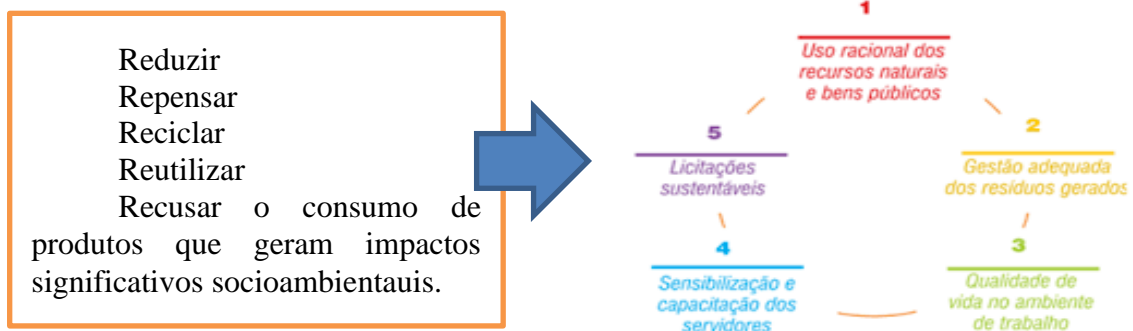 Reduzir
Repensar
Reciclar
Reutilizar
Recusar o consumo de
produtos que geram impactos
significativos socioambientauis.
1
Uso racional dos
recursos naturais
e bens públicos
2
Gestão adequada
dos resíduos gerados
3
Qualidade de
vida no ambiente
de trabalho
4
Sensibilização e
capacitação dos
servidores
5
Licitações
sustentáveis